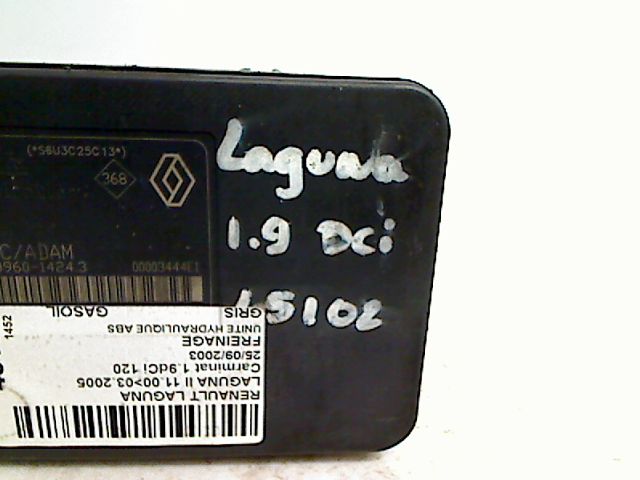 (*S6U3C25C13*)
368
Laguna
1.9 DCi
C/ADAM
0960-1424.3 00003444E1
15102
RENAULT LAGUNA
LAGUNA II 11.00>03.2005
Carminat 1.9dCi 120
25/09/2003
FREINAGE
UNITE HYDRAULIQUE ABS
GRIS GASOIL
1452